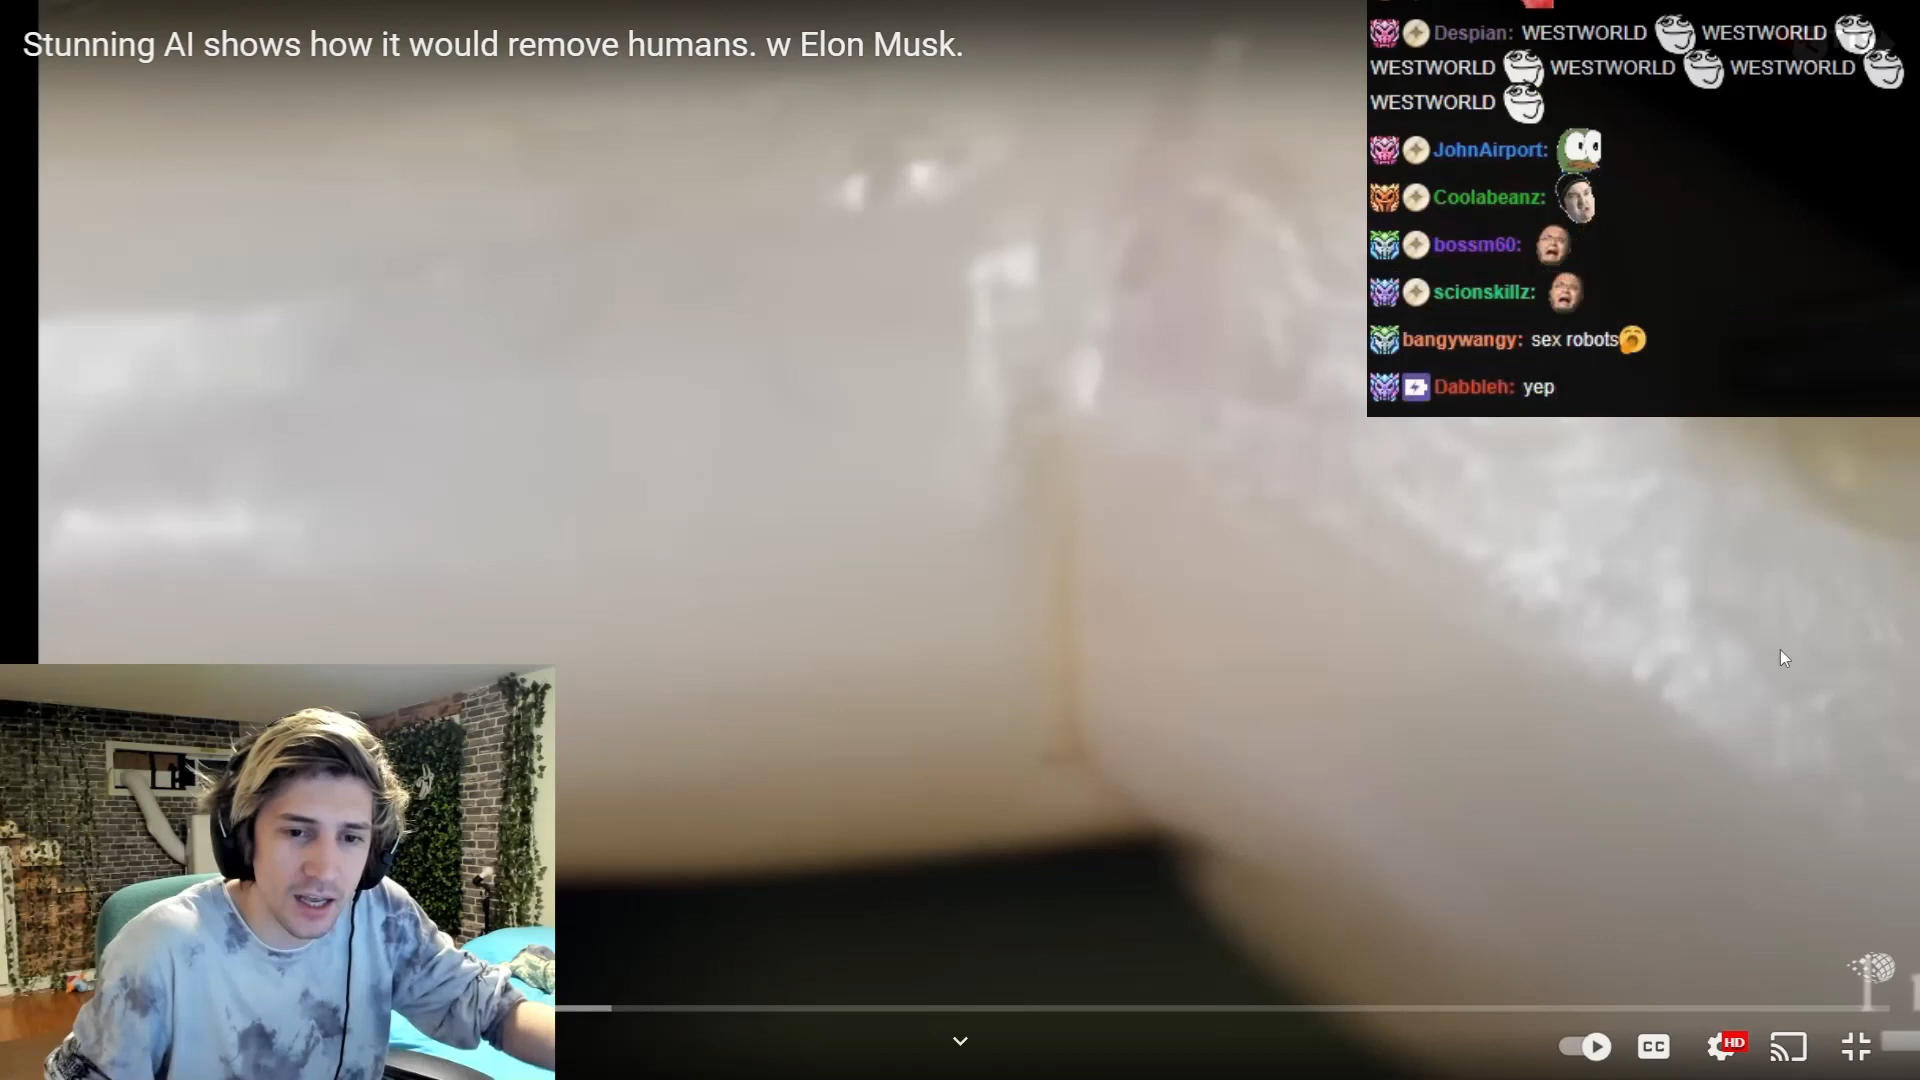 Stunning AI shows how it would remove humans. w Elon Musk.
Despian: WESTWORLD WESTWORLD
WESTWORLD WESTWORLD WESTWORLD
WESTWORLD
JohnAirport:
Coolabeanz:
bossm60:
scionskillz:
bangywangy: sex robots
Dabbleh: yep
CC
HD